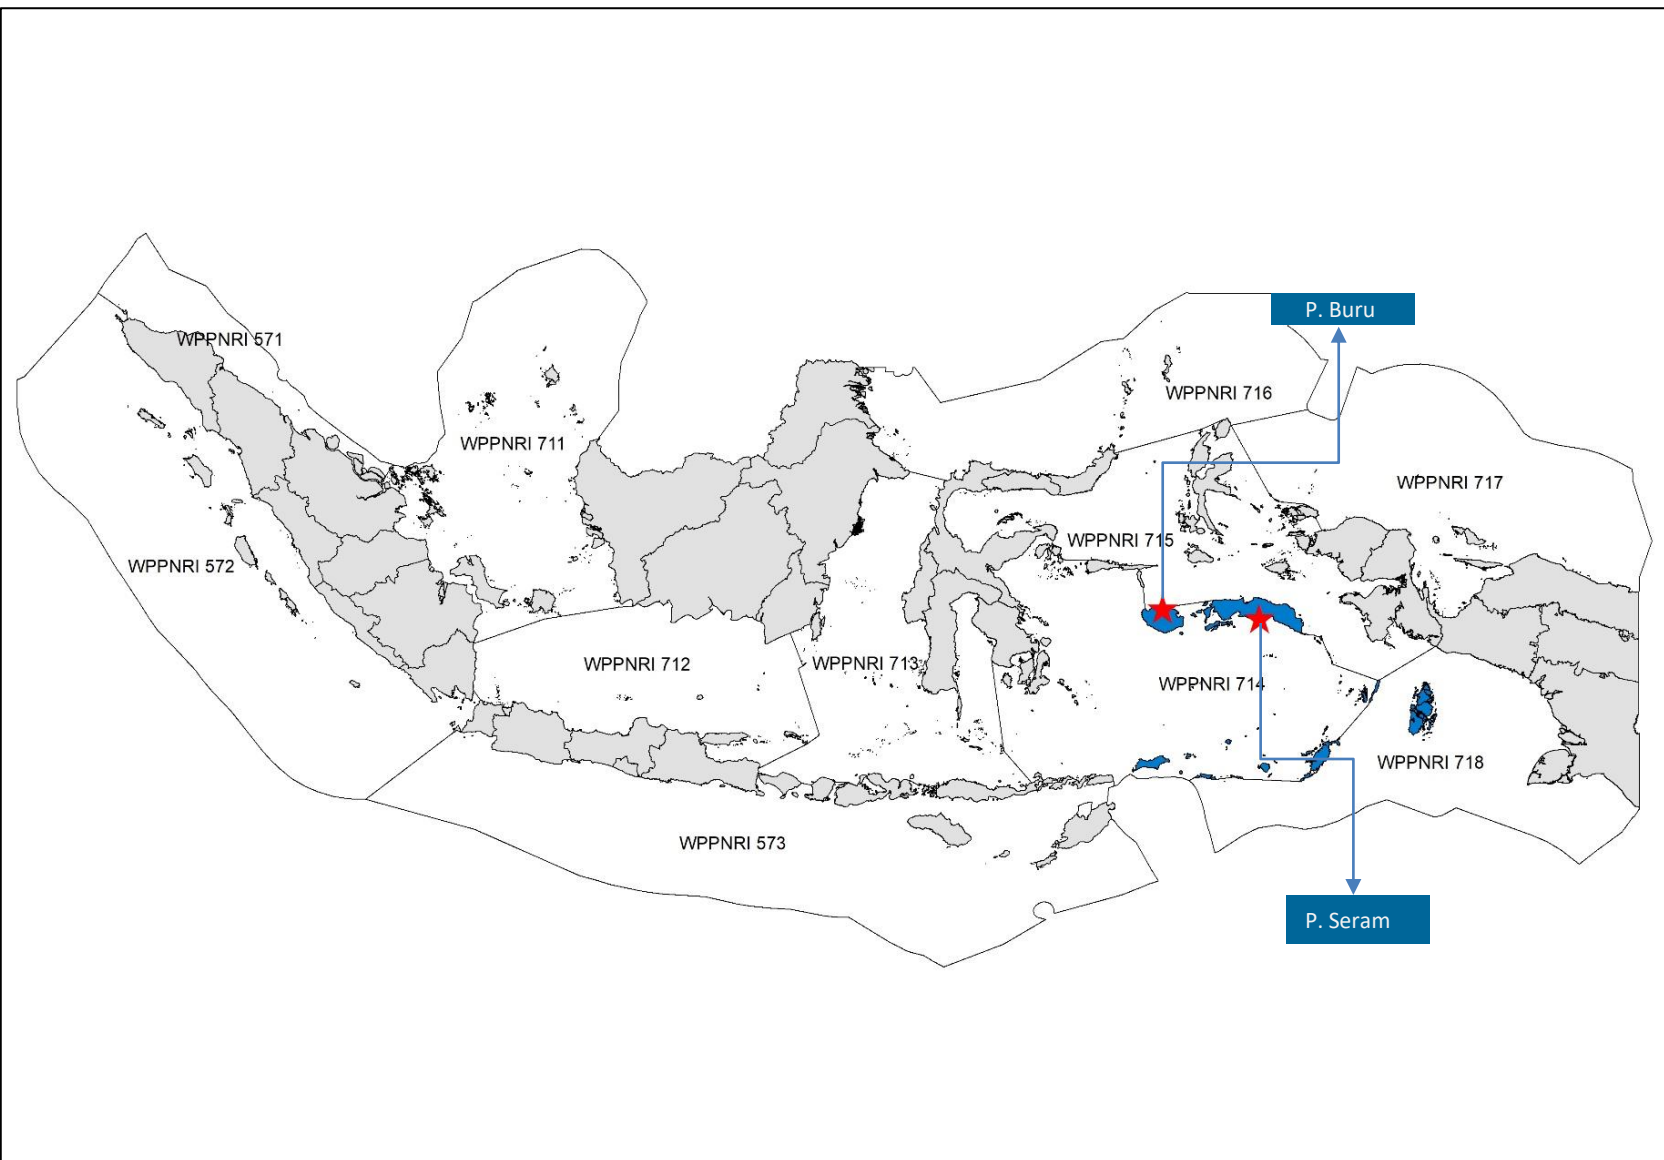 P. Buru
WPPNRI 571
WPPNRI 716
WPPNRI 711
WPPNRI 717
WPPNRI 715
WPPNRI 572
WPPNRI 712
WPPNRI 713
WPPNRI 714
WPPNRI 718
WPPNRI 573
P. Seram